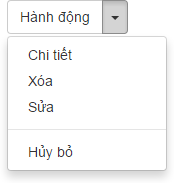 Hành động
Chi tiết
Xóa
Sửa
Hủy bỏ